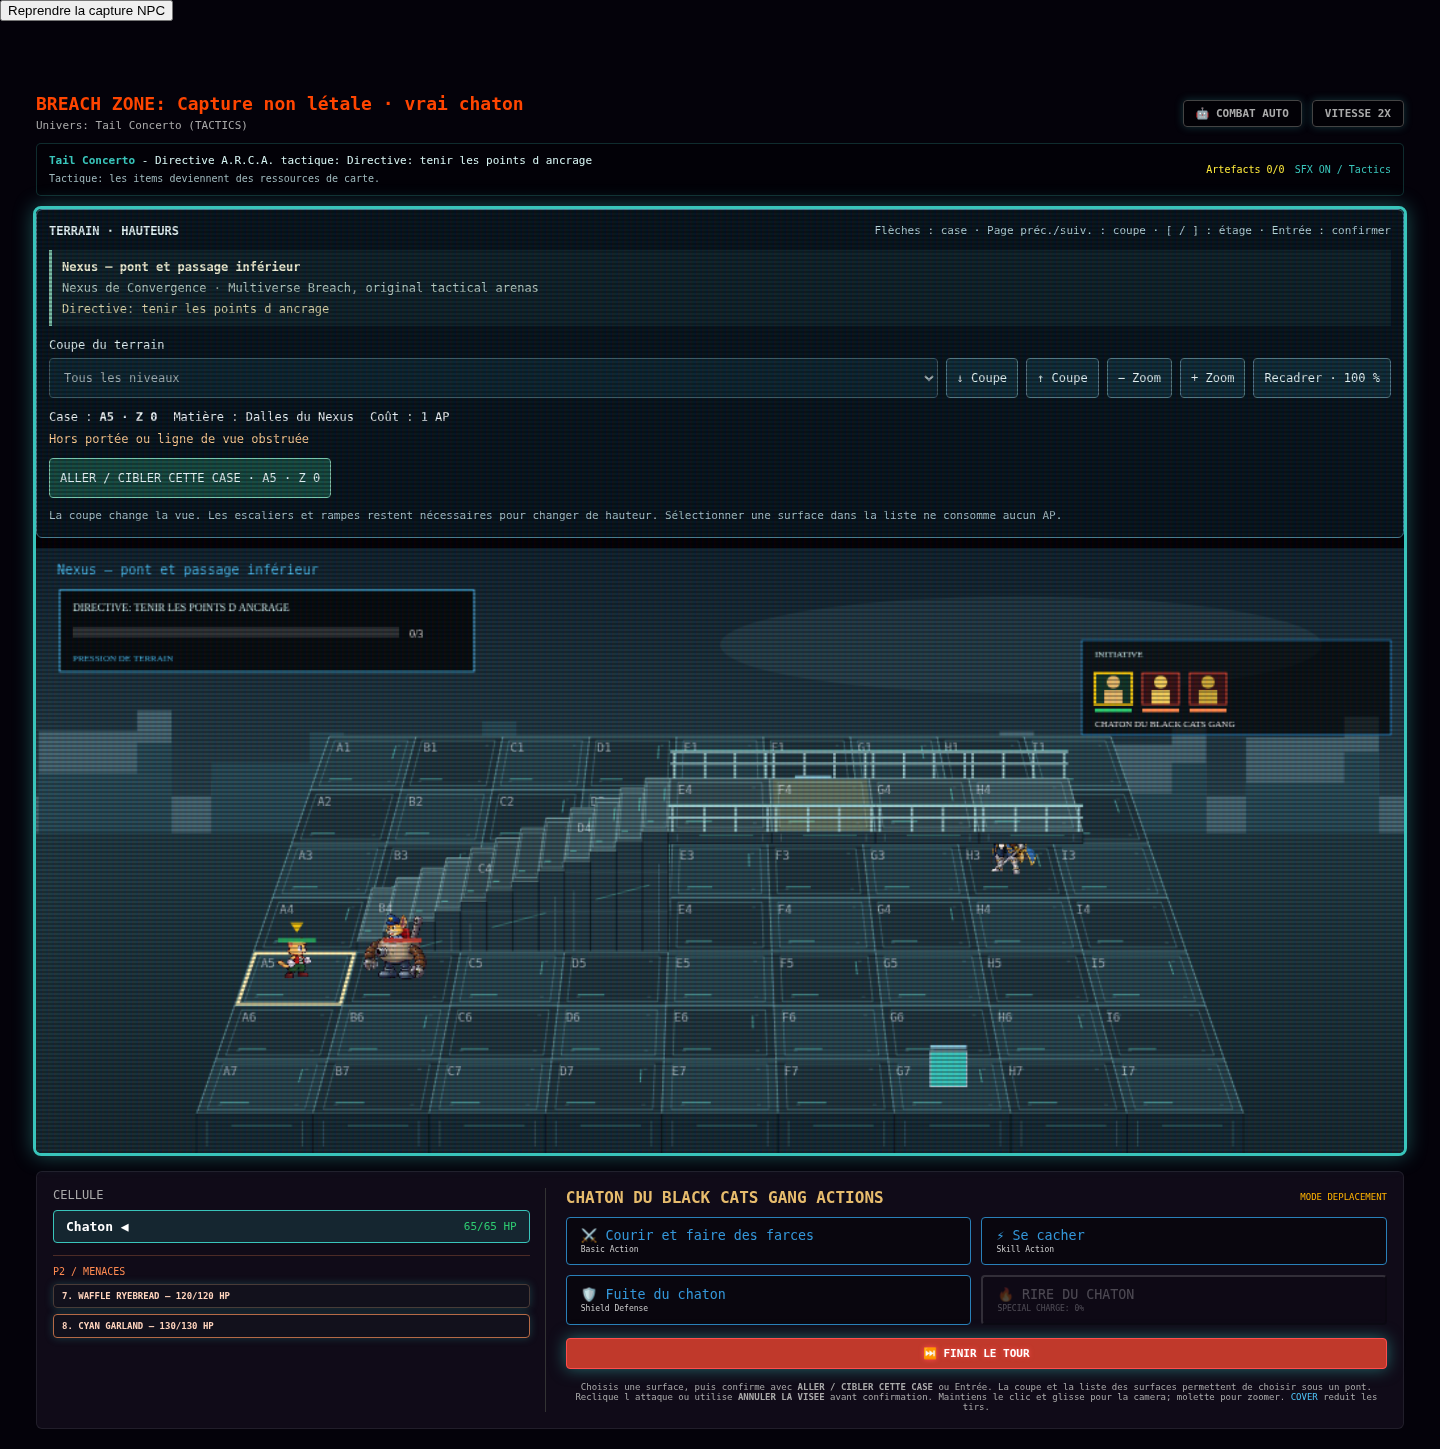 Reprendre la capture NPC
BREACH ZONE: Capture non létale · vrai chaton
Univers: Tail Concerto (TACTICS)
🤖 COMBAT AUTO
VITESSE 2X
Tail Concerto - Directive A.R.C.A. tactique: Directive: tenir les points d ancrage
Tactique: les items deviennent des ressources de carte.
Artefacts 0/0 SFX ON / Tactics
TERRAIN · HAUTEURS
Flèches : case · Page préc./suiv. : coupe · [ / ] : étage · Entrée : confirmer
Nexus — pont et passage inférieur
Nexus de Convergence · Multiverse Breach, original tactical arenas
Directive: tenir les points d ancrage
Coupe du terrain
Tous les niveaux
↓ Coupe
↑ Coupe
− Zoom
+ Zoom
Recadrer · 100 %
Case : A5 · Z 0 Matière : Dalles du Nexus Coût : 1 AP
Hors portée ou ligne de vue obstruée
ALLER / CIBLER CETTE CASE · A5 · Z 0
La coupe change la vue. Les escaliers et rampes restent nécessaires pour changer de hauteur. Sélectionner une surface dans la liste ne consomme aucun AP.
Nexus — pont et passage inférieur
DIRECTIVE: TENIR LES POINTS D ANCRAGE
0/3
PRESSION DE TERRAIN
INITIATIVE
CHATON DU BLACK CATS GANG
A1 B1 C1 D1 E1 F1 G1 H1 I1
E4 F4 G4 H4
A2 B2 C2
D4
A3 B3 C4 E3 F3 G3 H3 I3
A4 B4 E4 F4 G4 H4 I4
A5 C5 D5 E5 F5 G5 H5 I5
A6 B6 C6 D6 E6 F6 G6 H6 I6
A7 B7 C7 D7 E7 F7 G7 H7 I7
CELLULE
Chaton ◀ 65/65 HP
P2 / MENACES
7. WAFFLE RYEBREAD — 120/120 HP
8. CYAN GARLAND — 130/130 HP
CHATON DU BLACK CATS GANG ACTIONS
MODE DEPLACEMENT
⚔️ Courir et faire des farces
Basic Action
⚡ Se cacher
Skill Action
🛡️ Fuite du chaton
Shield Defense
🔥 RIRE DU CHATON
SPECIAL CHARGE: 0%
⏩ FINIR LE TOUR
Choisis une surface, puis confirme avec ALLER / CIBLER CETTE CASE ou Entrée. La coupe et la liste des surfaces permettent de choisir sous un pont.
Reclique l attaque ou utilise ANNULER LA VISEE avant confirmation. Maintiens le clic et glisse pour la camera; molette pour zoomer. COVER reduit les
tirs.